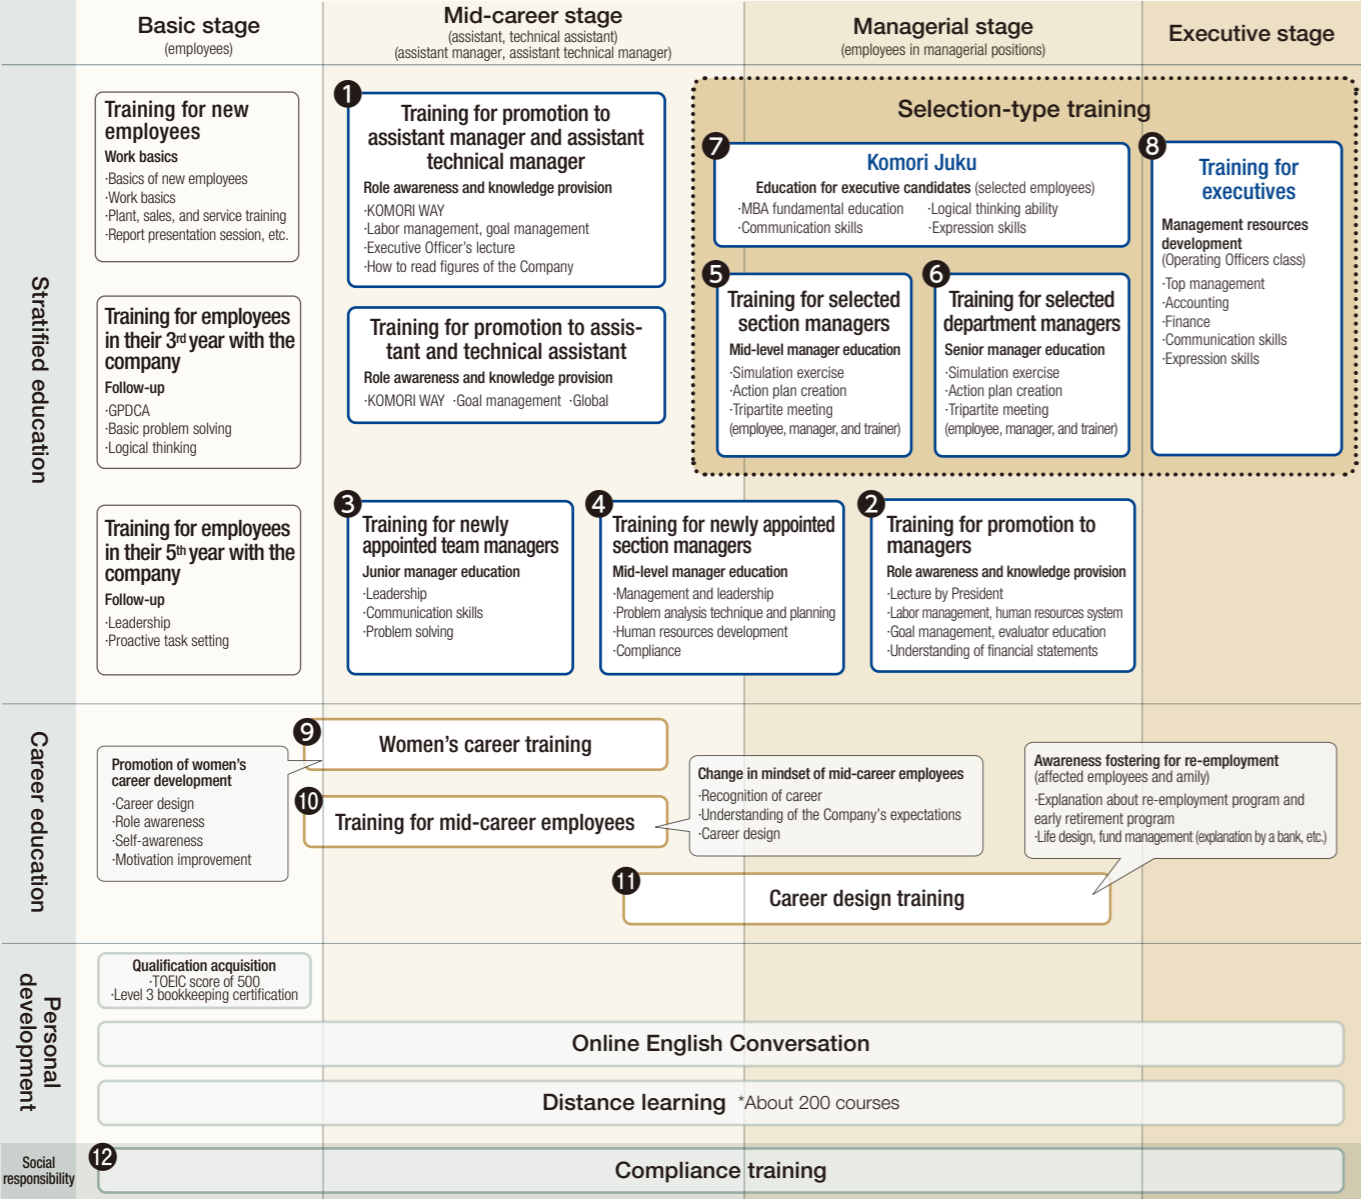 Basic stage
(employees)
Mid-career stage
(assistant, technical assistant)
(assistant manager, assistant technical manager)
Managerial stage
(employees in managerial positions)
Executive stage
Stratified education
Training for new
employees
Work basics
·Basics of new employees
·Work basics
·Plant, sales, and service training
·Report presentation session, etc.
Training for employees
in their 3rd year with the
company
Follow-up
·GPDCA
·Basic problem solving
·Logical thinking
Training for employees
in their 5th year with the
company
Follow-up
·Leadership
·Proactive task setting
1
Training for promotion to
assistant manager and assistant
technical manager
Role awareness and knowledge provision
·KOMORI WAY
·Labor management, goal management
·Executive Officer's lecture
·How to read figures of the Company
Training for promotion to assis-
tant and technical assistant
Role awareness and knowledge provision
·KOMORI WAY ·Goal management ·Global
Selection-type training
7
Komori Juku
Education for executive candidates (selected employees)
·MBA fundamental education ·Logical thinking ability
·Communication skills ·Expression skills
8
Training for
executives
Management resources
development
(Operating Officers class)
·Top management
·Accounting
·Finance
·Communication skills
·Expression skills
5
Training for selected
section managers
Mid-level manager education
·Simulation exercise
·Action plan creation
·Tripartite meeting
(employee, manager, and trainer)
6
Training for selected
department managers
Senior manager education
·Simulation exercise
·Action plan creation
·Tripartite meeting
(employee, manager, and trainer)
3
Training for newly
appointed team managers
Junior manager education
·Leadership
·Communication skills
·Problem solving
4
Training for newly appointed
section managers
Mid-level manager education
·Management and leadership
·Problem analysis technique and planning
·Human resources development
·Compliance
2
Training for promotion to
managers
Role awareness and knowledge provision
·Lecture by President
·Labor management, human resources system
·Goal management, evaluator education
·Understanding of financial statements
Career education
Promotion of women's
career development
·Career design
·Role awareness
·Self-awareness
·Motivation improvement
9
Women's career training
10
Training for mid-career employees
Change in mindset of mid-career employees
·Recognition of career
·Understanding of the Company's expectations
·Career design
Awareness fostering for re-employment
(affected employees and amily)
·Explanation about re-employment program and
early retirement program
·Life design, fund management (explanation by a bank, etc.)
11
Career design training
Personal
development
Qualification acquisition
·TOEIC score of 500
·Level 3 bookkeeping certification
Online English Conversation
Distance learning *About 200 courses
Social
responsibility
12
Compliance training